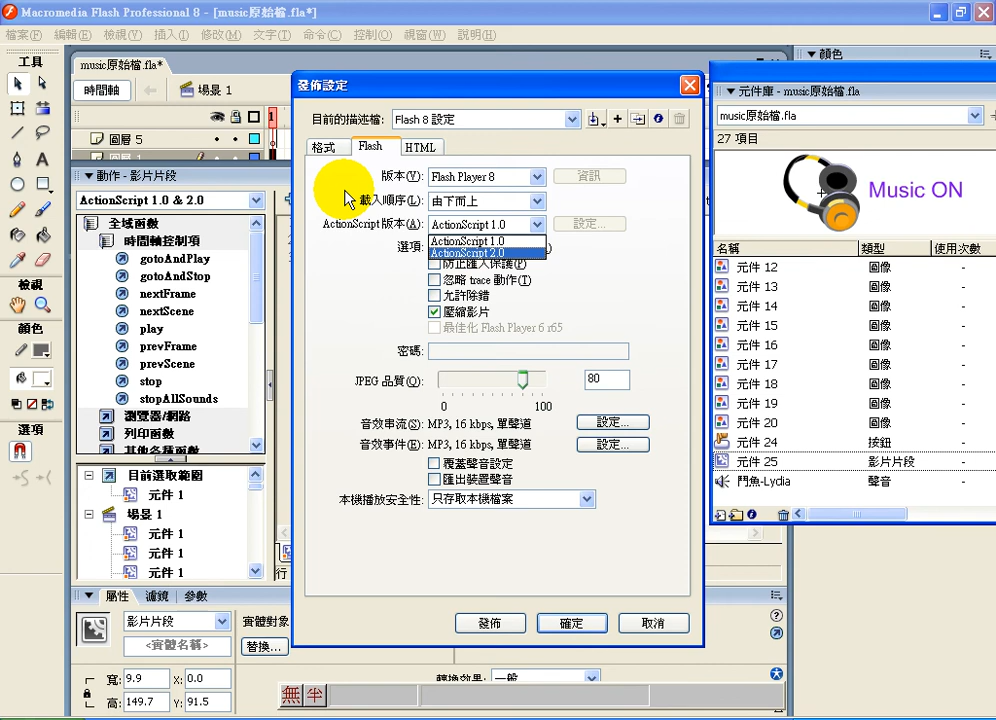 Macromedia Flash Professional 8 - [music原始檔.fla*]
檔案(F) 編輯(E) 檢視(V) 插入(I) 修改(M) 文字(T) 命令(C) 控制(O) 視窗(W) 說明(H)
工具
檢視
顏色
選項
music原始檔.fla*
時間軸
場景 1
1
圖層 5
動作 - 影片片段
ActionScript 1.0 & 2.0
全域函數
時間軸控制項
gotoAndPlay
gotoAndStop
nextFrame
nextScene
play
prevFrame
prevScene
stop
stopAllSounds
瀏覽器/網路
列印函數
其他各種函數
目前選取範圍
元件 1
場景 1
元件 1
元件 1
元件 1
行
屬性 濾鏡 參數
影片片段
實體對象
<實體名稱>
替換...
寬: 9.9 X: 0.0
高: 149.7 Y: 91.5
轉換效果: 一般
無 半
發佈設定
目前的描述檔: Flash 8 設定
格式 Flash HTML
版本(V): Flash Player 8 資訊
載入順序(L): 由下而上
ActionScript 版本(A): ActionScript 1.0 設定...
ActionScript 1.0
ActionScript 2.0
選項:
防止匯入保護(P)
忽略 trace 動作(T)
允許除錯
壓縮影片
最佳化 Flash Player 6 r65
密碼:
JPEG 品質(Q): 80
0 100
音效串流(S): MP3, 16 kbps, 單聲道 設定...
音效事件(E): MP3, 16 kbps, 單聲道 設定...
覆蓋聲音設定
匯出裝置聲音
本機播放安全性: 只存取本機檔案
發佈 確定 取消
顏色
元件庫 - music原始檔.fla
music原始檔.fla
27 項目
Music ON
名稱 類型 使用次數
元件 12 圖像 -
元件 13 圖像 -
元件 14 圖像 -
元件 15 圖像 -
元件 16 圖像 -
元件 17 圖像 -
元件 18 圖像 -
元件 19 圖像 -
元件 20 圖像 -
元件 24 按鈕 -
元件 25 影片片段 -
鬥魚-Lydia 聲音 -